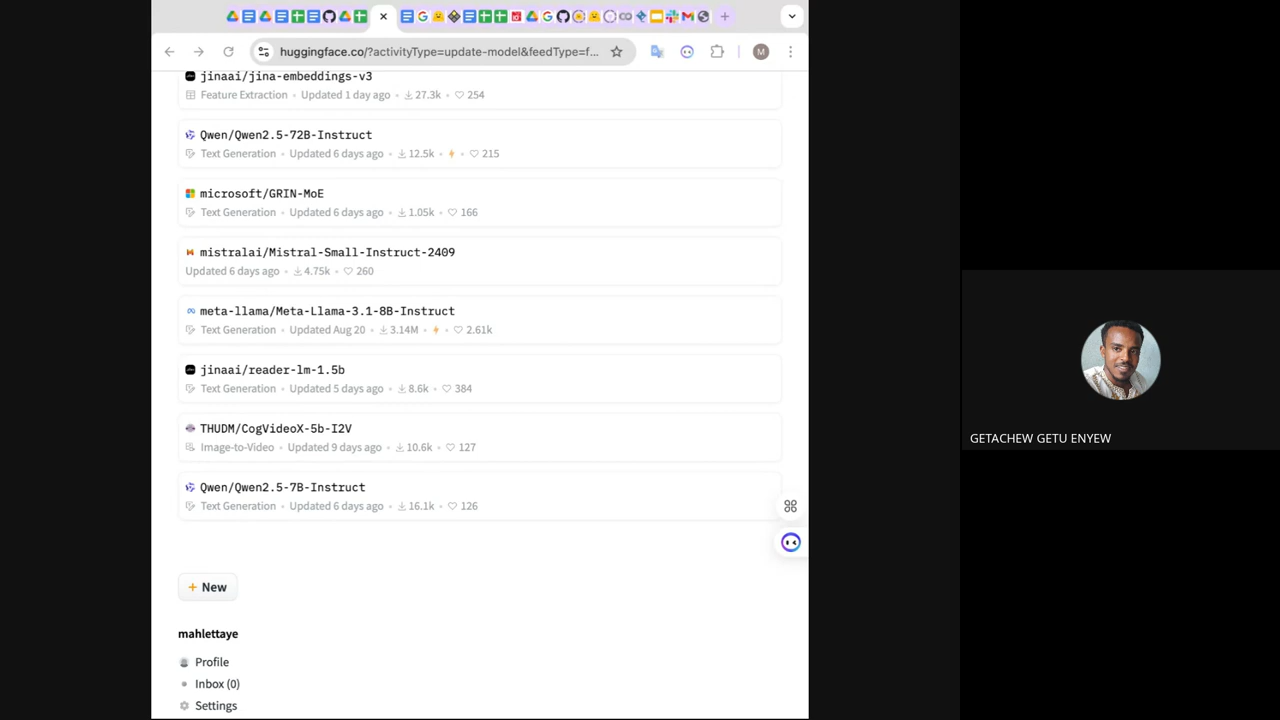 huggingface.co/?activityType=update-model&feedType=f...
M
jinaai/jina-embeddings-v3
Feature Extraction • Updated 1 day ago • 27.3k • 254
Qwen/Qwen2.5-72B-Instruct
Text Generation • Updated 6 days ago • 12.5k • 215
microsoft/GRIN-MoE
Text Generation • Updated 6 days ago • 1.05k • 166
mistralai/Mistral-Small-Instruct-2409
Updated 6 days ago • 4.75k • 260
meta-llama/Meta-Llama-3.1-8B-Instruct
Text Generation • Updated Aug 20 • 3.14M • 2.61k
jinaai/reader-lm-1.5b
Text Generation • Updated 5 days ago • 8.6k • 384
THUDM/CogVideoX-5b-I2V
Image-to-Video • Updated 9 days ago • 10.6k • 127
Qwen/Qwen2.5-7B-Instruct
Text Generation • Updated 6 days ago • 16.1k • 126
+ New
mahlettaye
Profile
Inbox (0)
Settings
GETACHEW GETU ENYEW